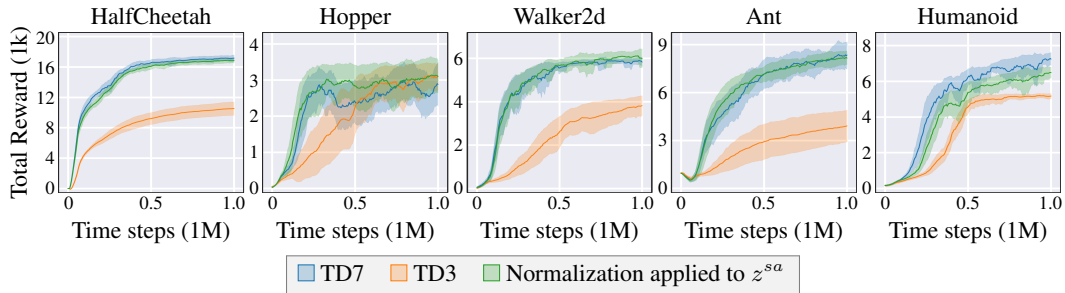 HalfCheetah Hopper Walker2d Ant Humanoid
Total Reward (1k)
20
16
12
8
4
0
0 0.5 1.0
Time steps (1M)
4
3
2
1
0
0 0.5 1.0
Time steps (1M)
6
4
2
0
0 0.5 1.0
Time steps (1M)
9
6
3
0
0 0.5 1.0
Time steps (1M)
8
6
4
2
0
0 0.5 1.0
Time steps (1M)
TD7 TD3 Normalization applied to z^{sa}